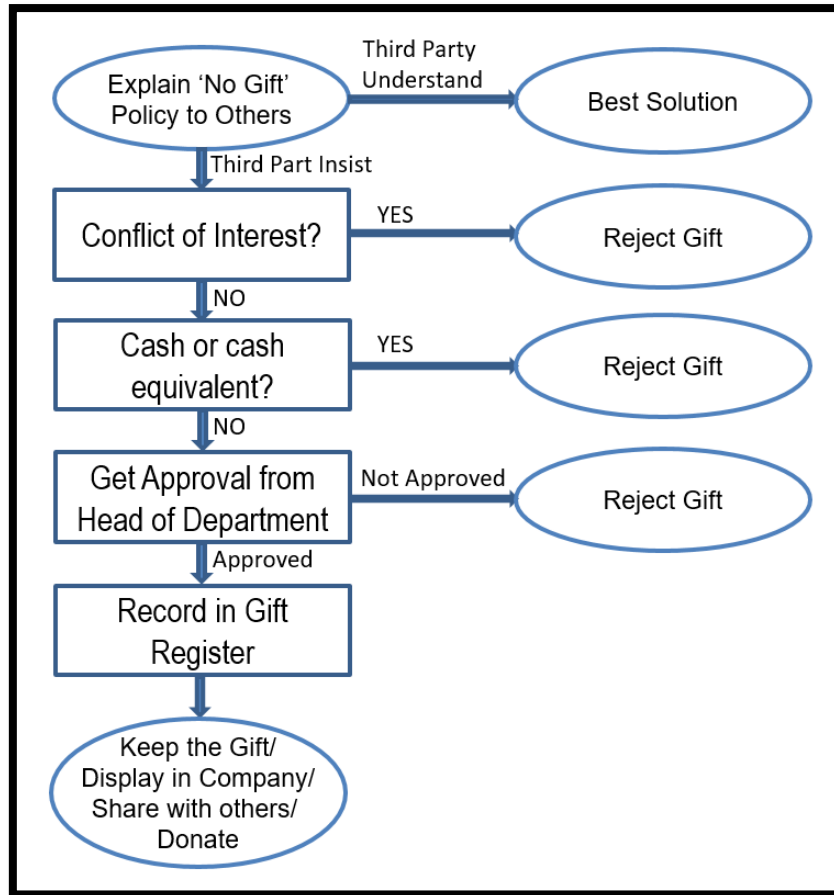 Third Party
Understand
Explain 'No Gift'
Policy to Others
Best Solution
Third Part Insist
Conflict of Interest?
YES
Reject Gift
NO
Cash or cash
equivalent?
YES
Reject Gift
NO
Get Approval from
Head of Department
Not Approved
Reject Gift
Approved
Record in Gift
Register
Keep the Gift/
Display in Company/
Share with others/
Donate